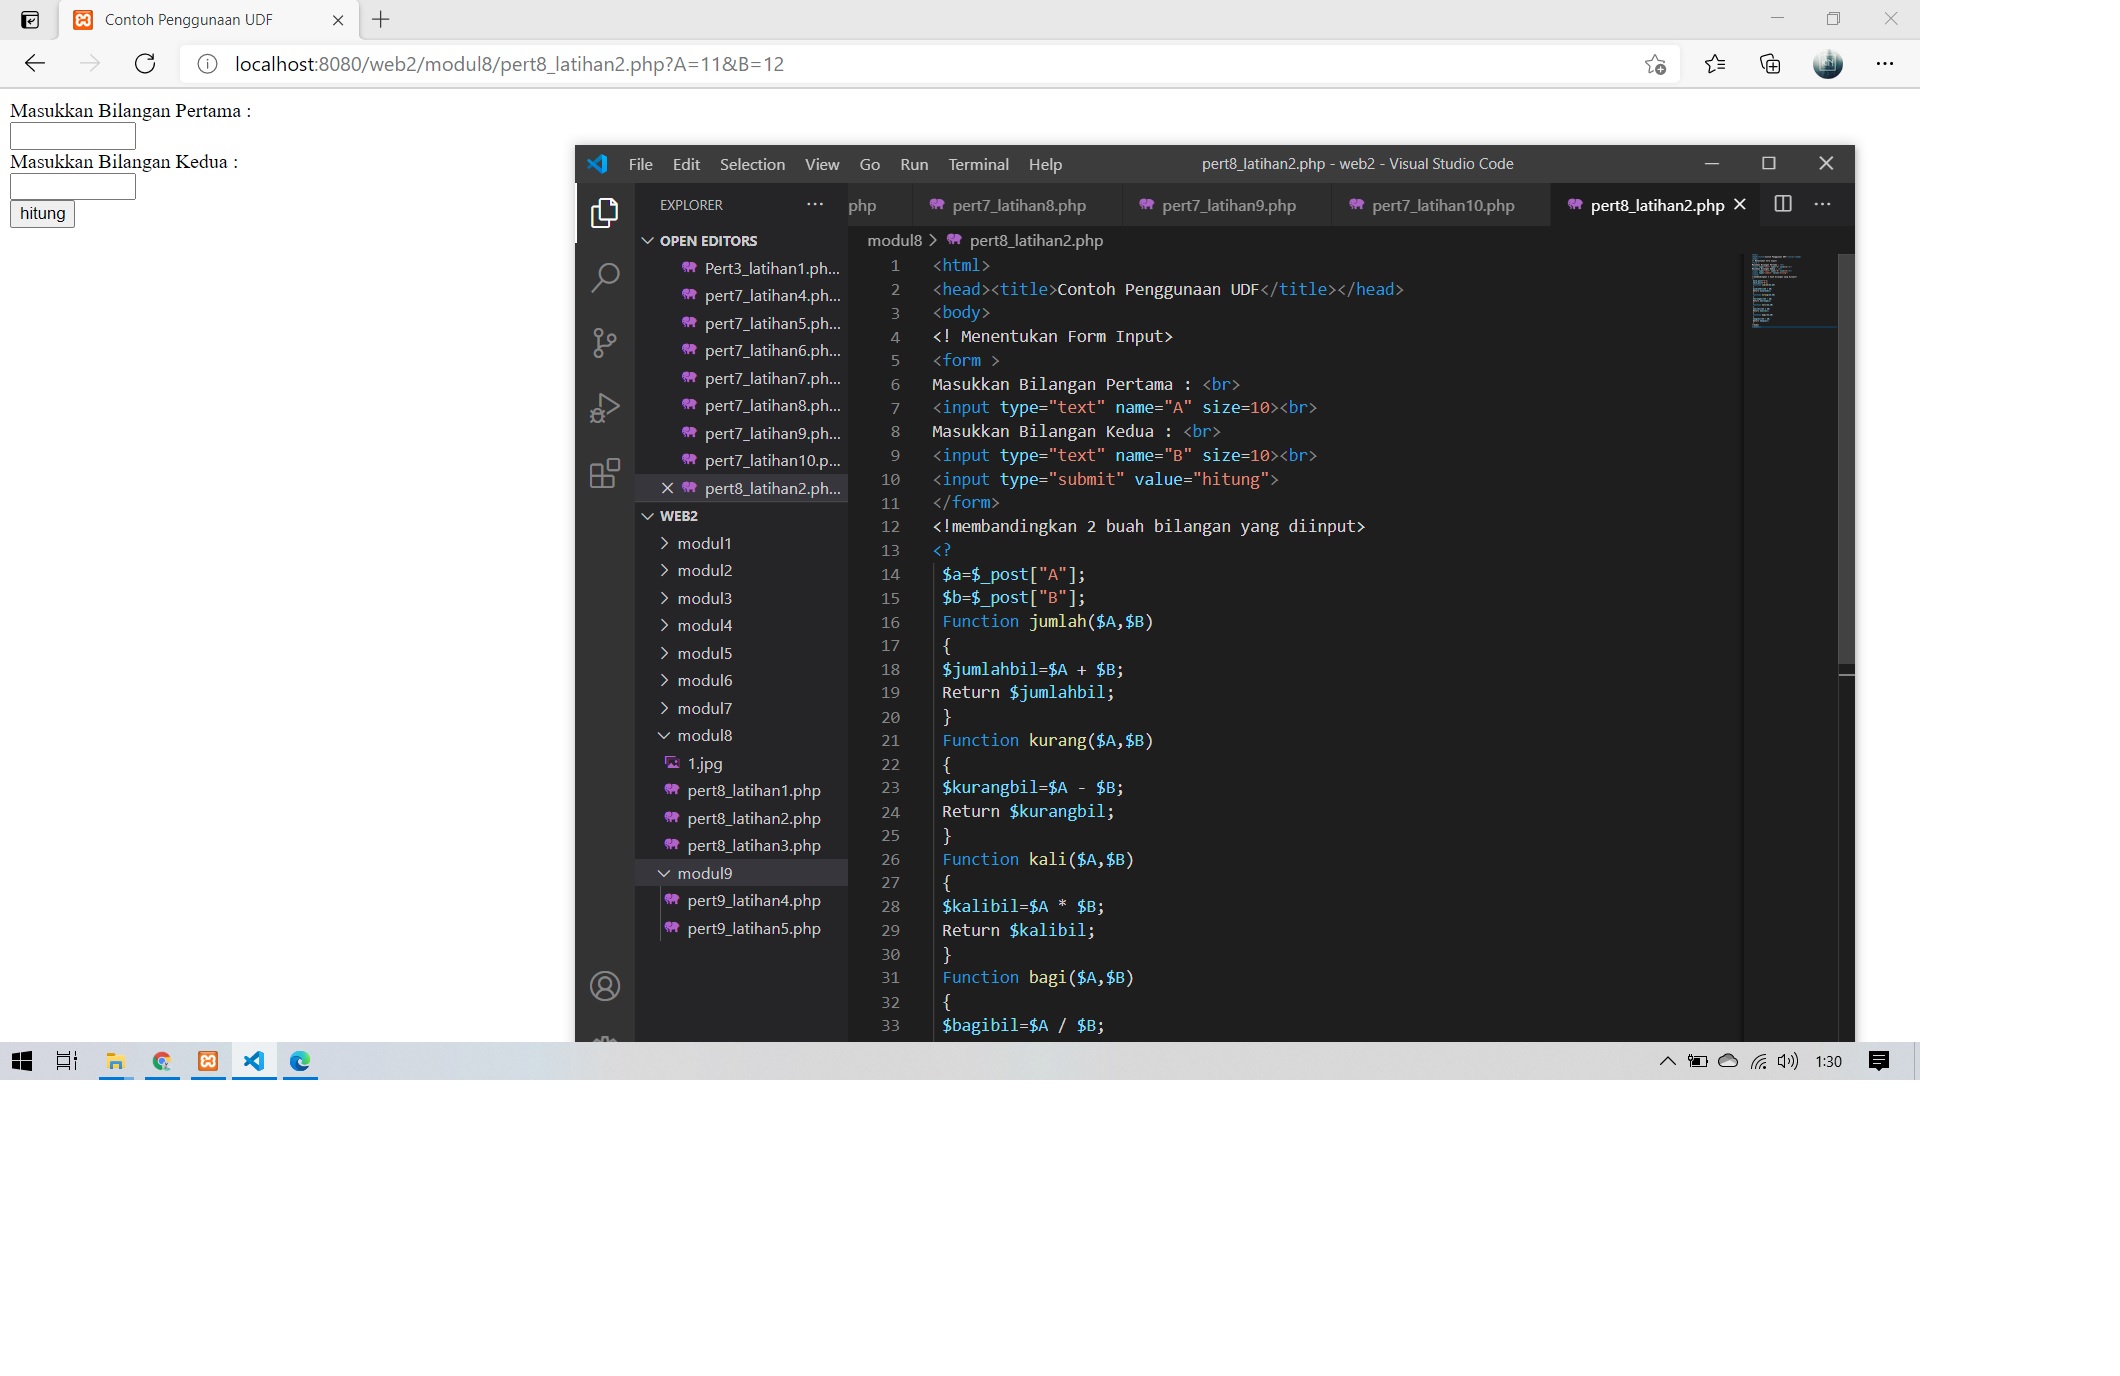 Contoh Penggunaan UDF
localhost:8080/web2/modul8/pert8_latihan2.php?A=11&B=12
Masukkan Bilangan Pertama :
Masukkan Bilangan Kedua :
hitung
File Edit Selection View Go Run Terminal Help
pert8_latihan2.php - web2 - Visual Studio Code
EXPLORER
php
pert7_latihan8.php
pert7_latihan9.php
pert7_latihan10.php
pert8_latihan2.php
OPEN EDITORS
Pert3_latihan1.ph...
pert7_latihan4.ph...
pert7_latihan5.ph...
pert7_latihan6.ph...
pert7_latihan7.ph...
pert7_latihan8.ph...
pert7_latihan9.ph...
pert7_latihan10.p...
pert8_latihan2.ph...
WEB2
modul1
modul2
modul3
modul4
modul5
modul6
modul7
modul8
1.jpg
pert8_latihan1.php
pert8_latihan2.php
pert8_latihan3.php
modul9
pert9_latihan4.php
pert9_latihan5.php
modul8 > pert8_latihan2.php
1 <html>
2 <head><title>Contoh Penggunaan UDF</title></head>
3 <body>
4 <! Menentukan Form Input>
5 <form >
6 Masukkan Bilangan Pertama : <br>
7 <input type="text" name="A" size=10><br>
8 Masukkan Bilangan Kedua : <br>
9 <input type="text" name="B" size=10><br>
10 <input type="submit" value="hitung">
11 </form>
12 <!membandingkan 2 buah bilangan yang diinput>
13 <?
14 $a=$_post["A"];
15 $b=$_post["B"];
16 Function jumlah($A,$B)
17 {
18 $jumlahbil=$A + $B;
19 Return $jumlahbil;
20 }
21 Function kurang($A,$B)
22 {
23 $kurangbil=$A - $B;
24 Return $kurangbil;
25 }
26 Function kali($A,$B)
27 {
28 $kalibil=$A * $B;
29 Return $kalibil;
30 }
31 Function bagi($A,$B)
32 {
33 $bagibil=$A / $B;
1:30